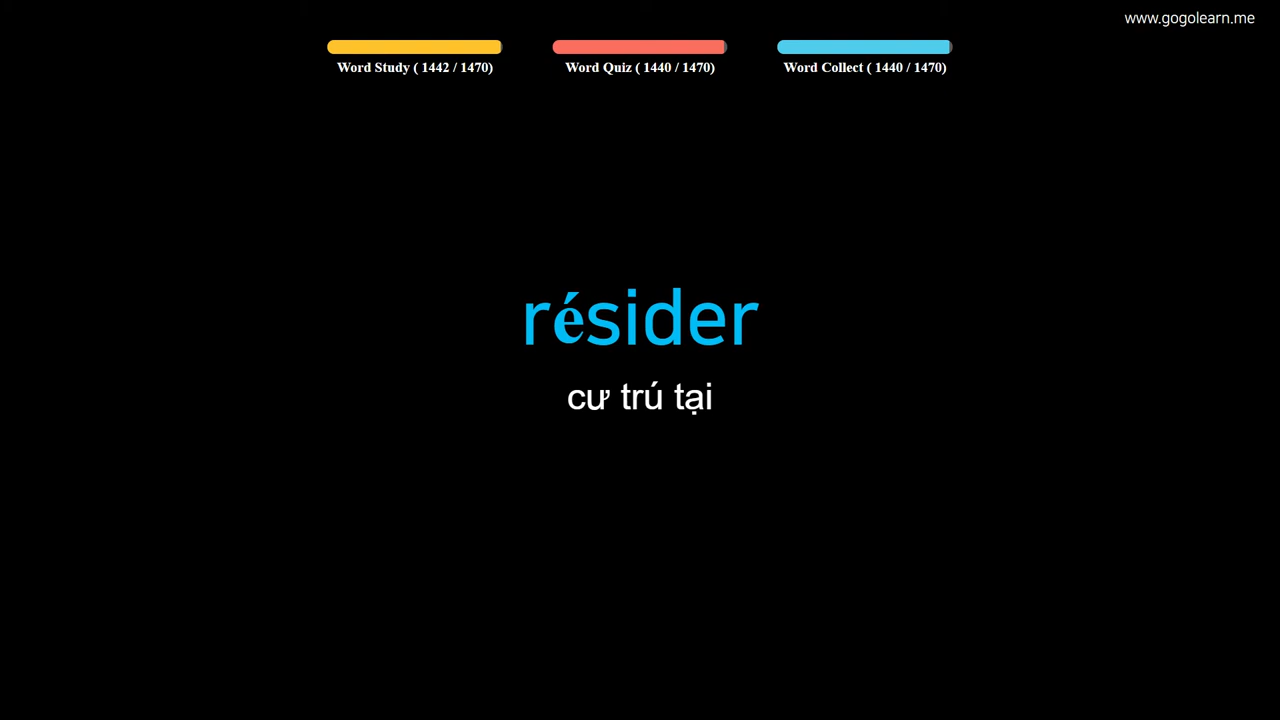 www.gogolearn.me
Word Study ( 1442 / 1470)
Word Quiz ( 1440 / 1470)
Word Collect ( 1440 / 1470)
résider
cư trú tại